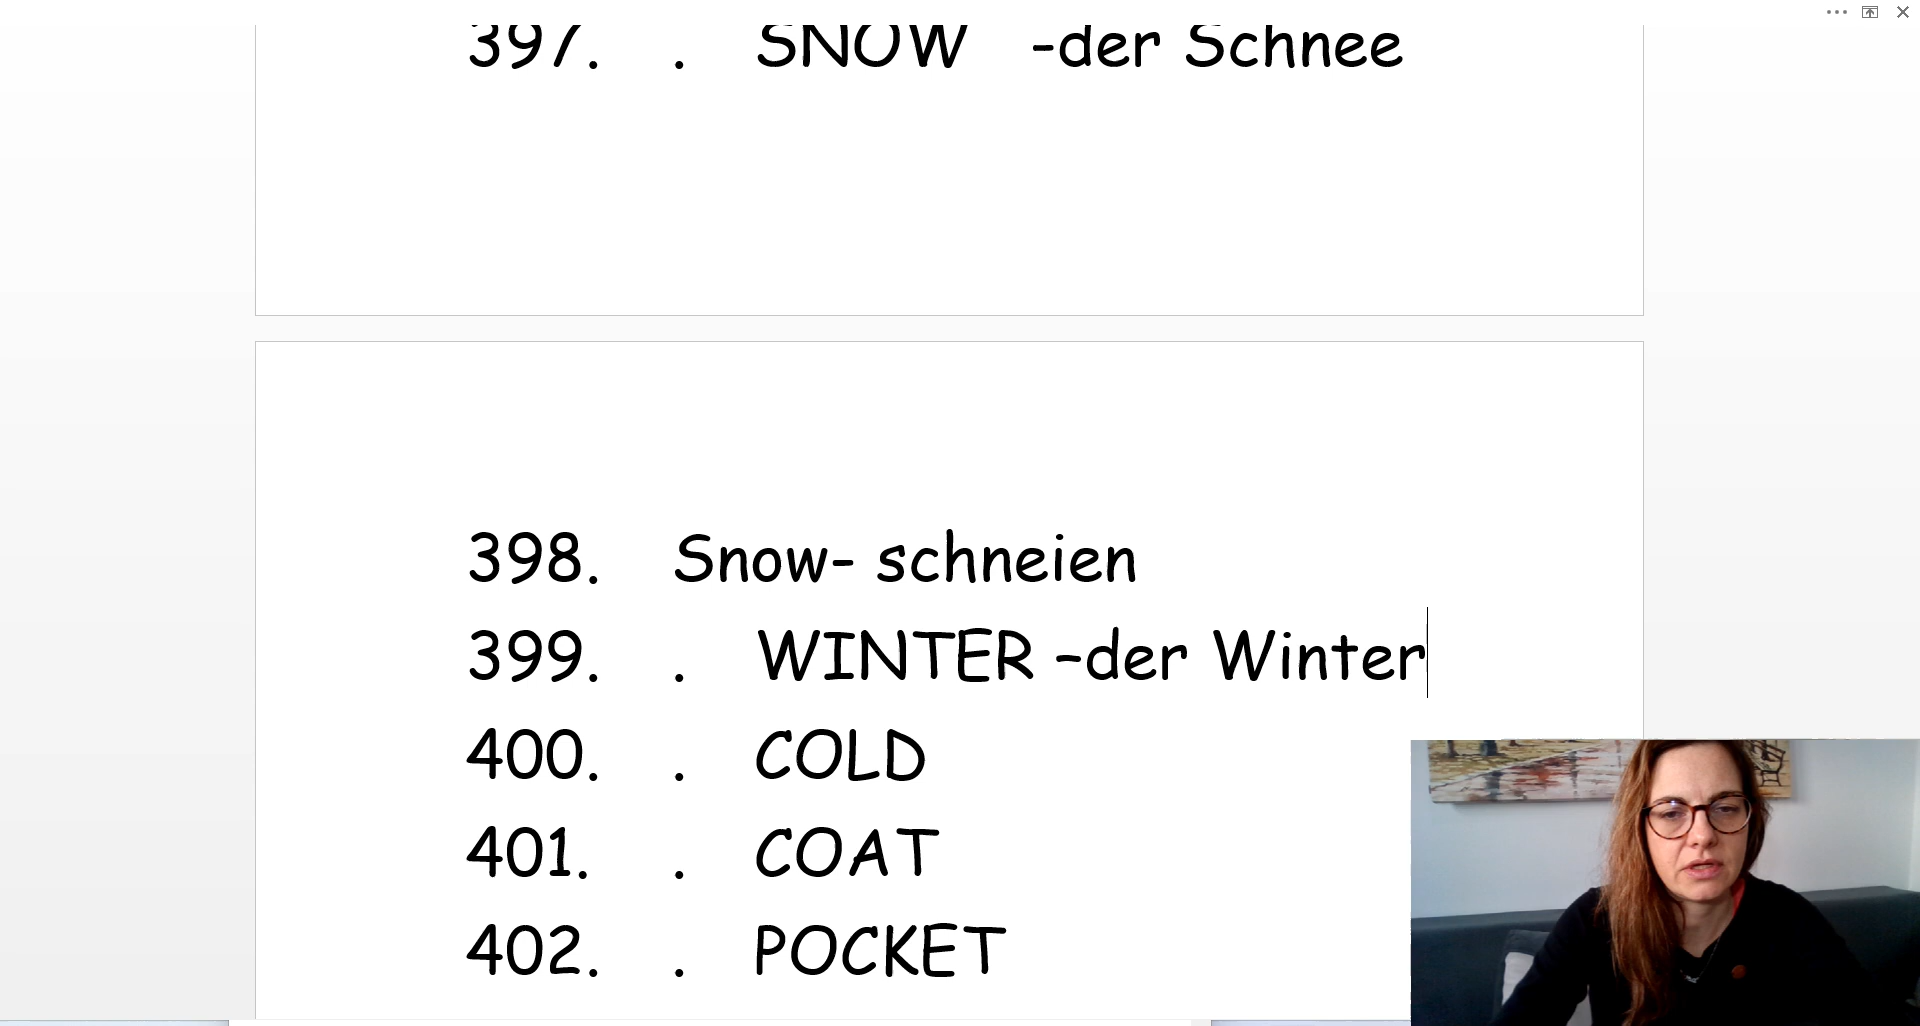 397. . SNOW -der Schnee
398. Snow- schneien
399. . WINTER –der Winter
400. . COLD
401. . COAT
402. . POCKET